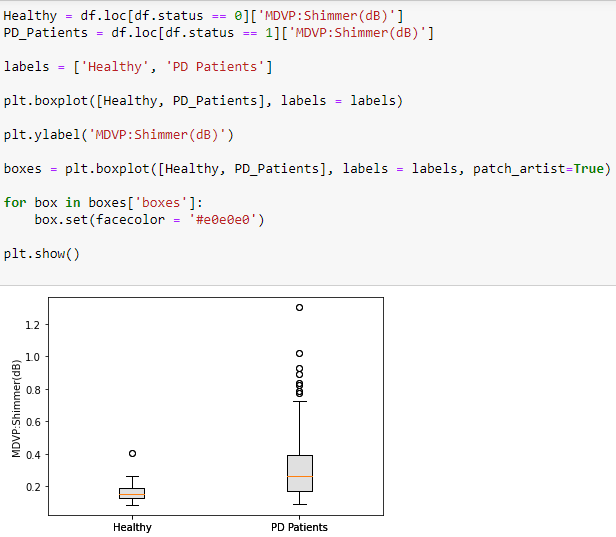 Healthy = df.loc[df.status == 0]['MDVP:Shimmer(dB)']
PD_Patients = df.loc[df.status == 1]['MDVP:Shimmer(dB)']
labels = ['Healthy', 'PD Patients']
plt.boxplot([Healthy, PD_Patients], labels = labels)
plt.ylabel('MDVP:Shimmer(dB)')
boxes = plt.boxplot([Healthy, PD_Patients], labels = labels, patch_artist=True)
for box in boxes['boxes']:
    box.set(facecolor = '#e0e0e0')
plt.show()
MDVP:Shimmer(dB)
1.2
1.0
0.8
0.6
0.4
0.2
Healthy PD Patients